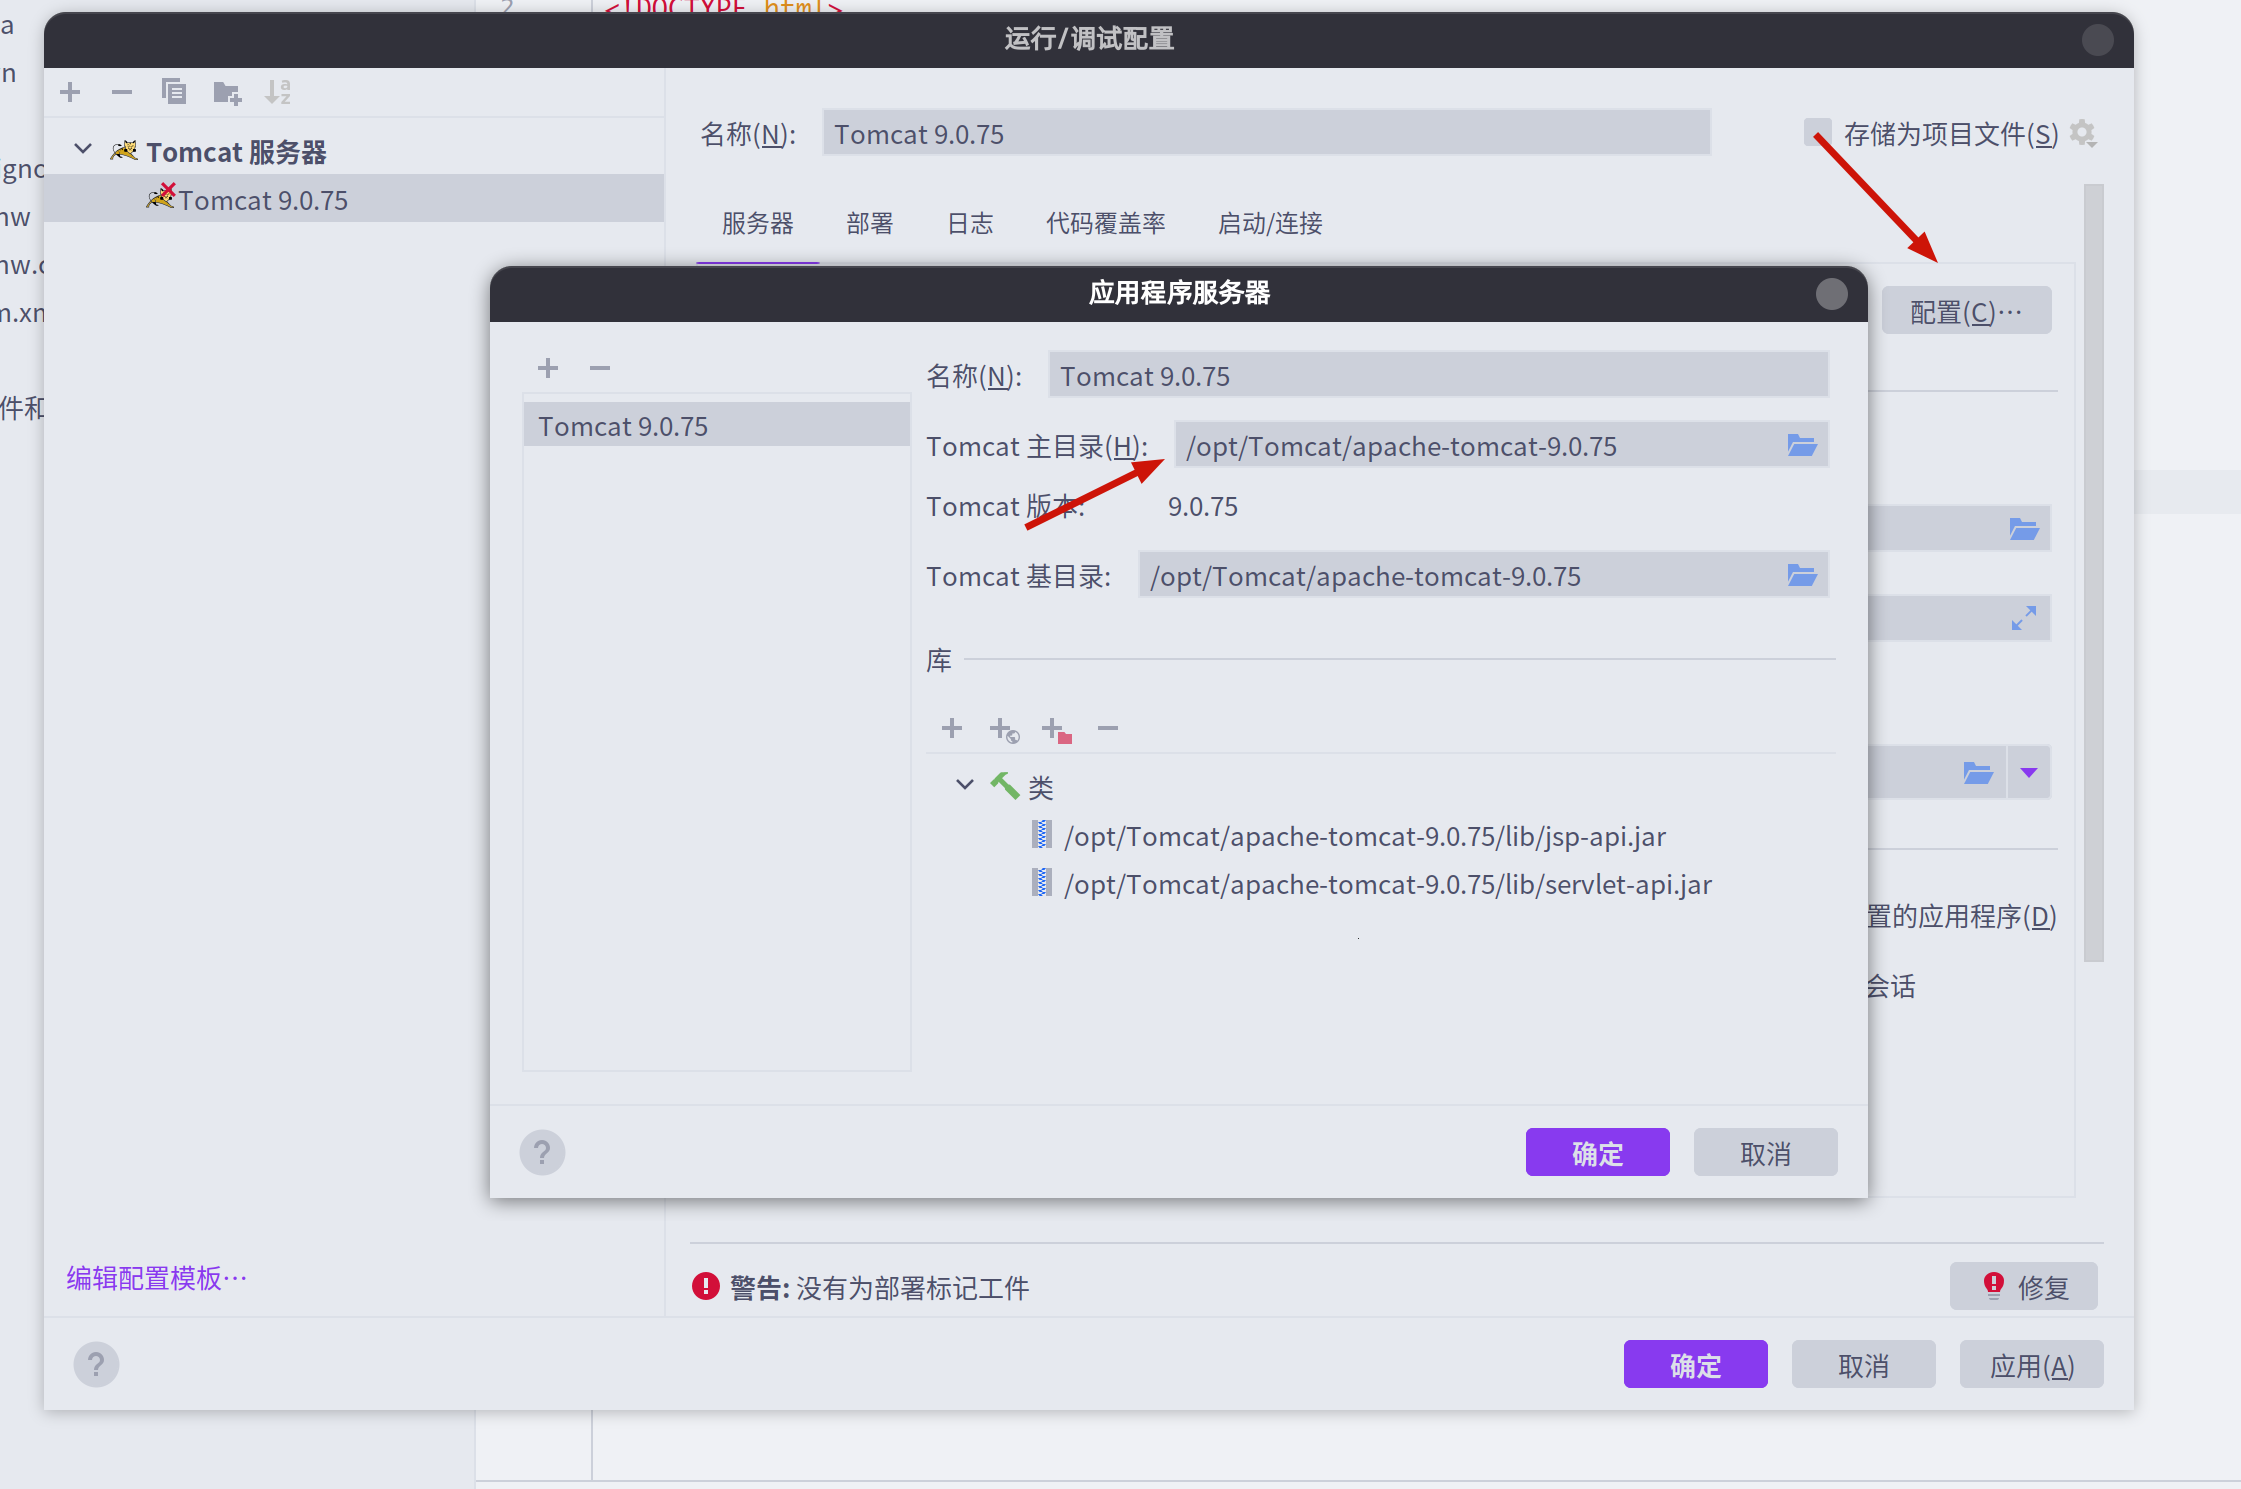 a
n
igno
nw
nw.c
m.xn
件和
2
<!DOCTYPE html>
运行/调试配置
Tomcat 服务器
Tomcat 9.0.75
编辑配置模板...
名称(N):
Tomcat 9.0.75
存储为项目文件(S)
服务器
部署
日志
代码覆盖率
启动/连接
配置(C)...
应用程序服务器
Tomcat 9.0.75
名称(N):
Tomcat 9.0.75
Tomcat 主目录(H):
/opt/Tomcat/apache-tomcat-9.0.75
Tomcat 版本:
9.0.75
Tomcat 基目录:
/opt/Tomcat/apache-tomcat-9.0.75
库
类
/opt/Tomcat/apache-tomcat-9.0.75/lib/jsp-api.jar
/opt/Tomcat/apache-tomcat-9.0.75/lib/servlet-api.jar
?
确定
取消
置的应用程序(D)
会话
警告: 没有为部署标记工件
修复
?
确定
取消
应用(A)